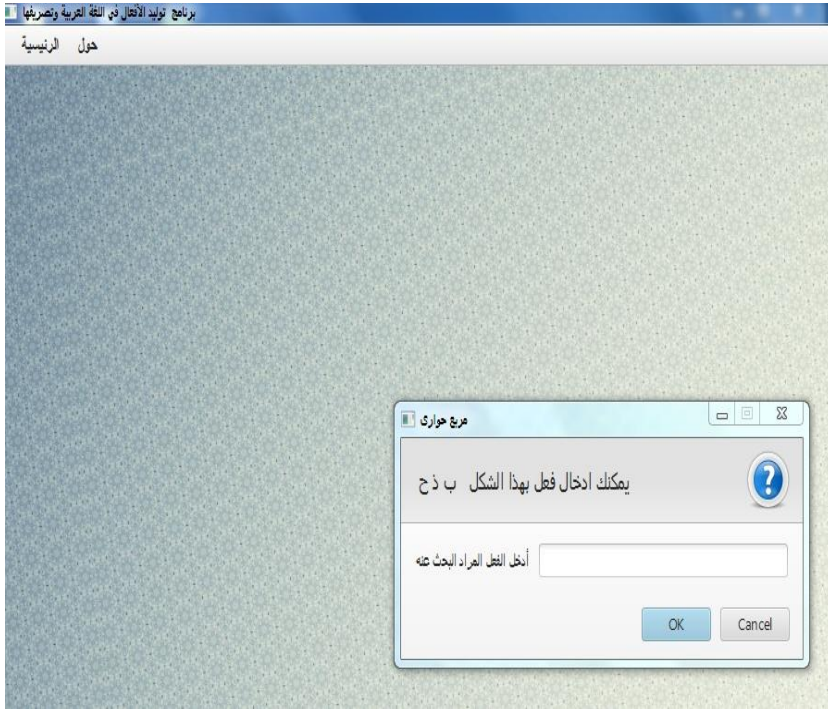 برنامج توليد الأفعال في اللغة العربية وتصريفها
الرئيسية حول
مربع حوارى
يمكنك ادخال فعل بهذا الشكل ب ذ ح
أدخل الفعل المراد البحث عنه
OK Cancel